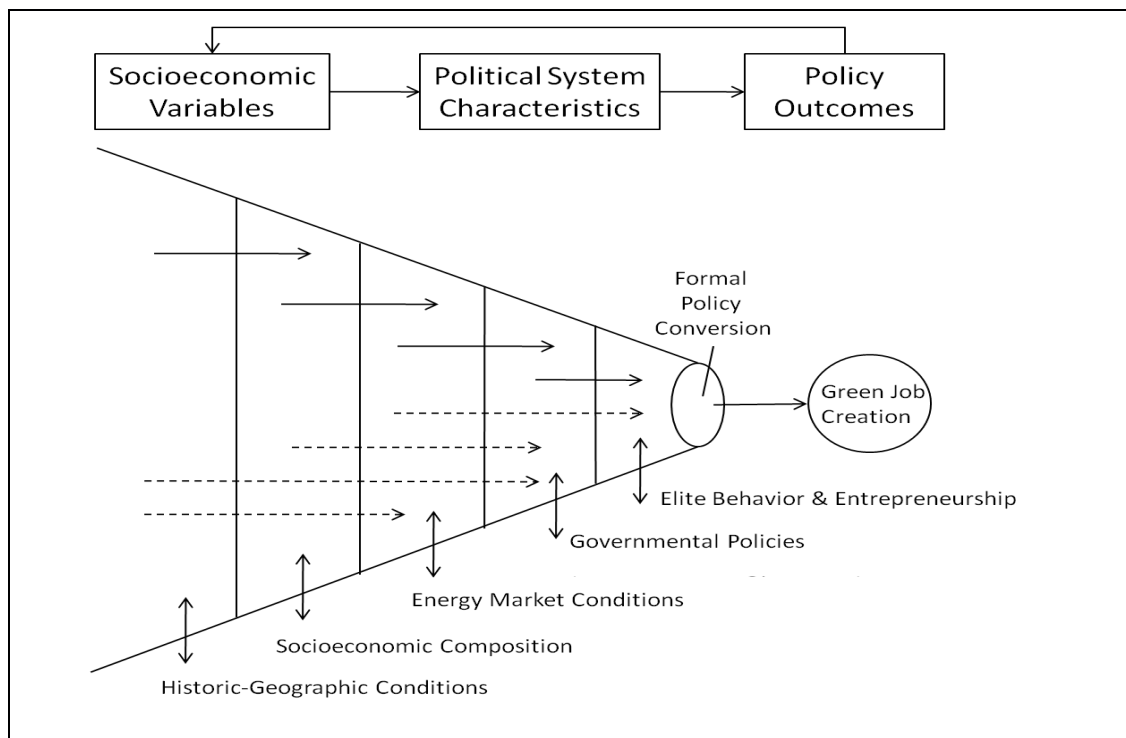 Socioeconomic
Variables
Political System
Characteristics
Policy
Outcomes
Formal
Policy
Conversion
Green Job
Creation
Elite Behavior & Entrepreneurship
Governmental Policies
Energy Market Conditions
Socioeconomic Composition
Historic-Geographic Conditions